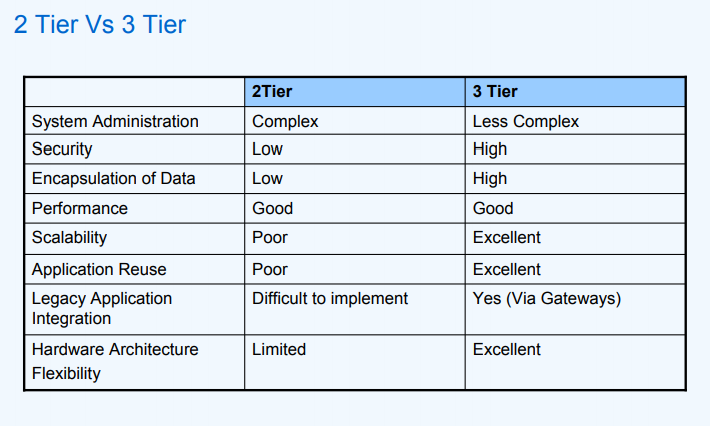 2 Tier Vs 3 Tier
2Tier 3 Tier
System Administration Complex Less Complex
Security Low High
Encapsulation of Data Low High
Performance Good Good
Scalability Poor Excellent
Application Reuse Poor Excellent
Legacy Application Difficult to implement Yes (Via Gateways)
Integration
Hardware Architecture Limited Excellent
Flexibility